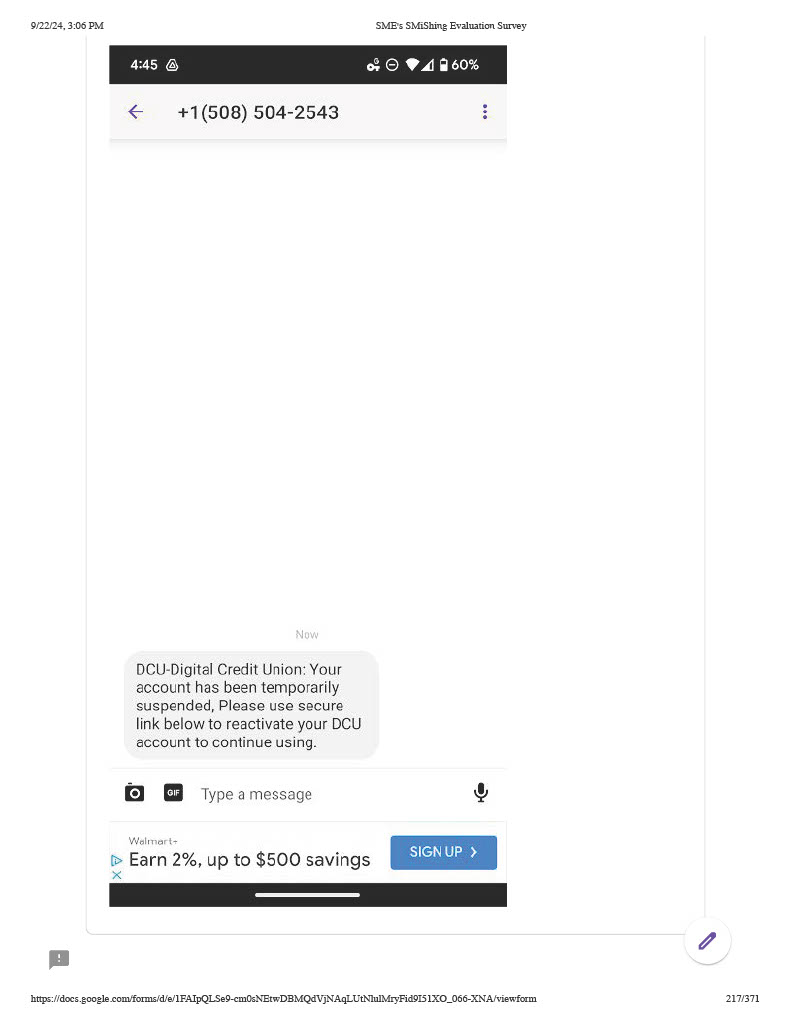 9/22/24, 3:06 PM SME's SMiShing Evaluation Survey
4:45 60%
+1(508) 504-2543
Now
DCU-Digital Credit Union: Your
account has been temporarily
suspended, Please use secure
link below to reactivate your DCU
account to continue using.
GIF Type a message
Walmart+
Earn 2%, up to $500 savings
SIGN UP
https://docs.google.com/forms/d/e/1FAIpQLSe9-cm0sNEtwDBMQdVjNAqLUtNlulMryFid9I51XO_066-XNA/viewform 217/371